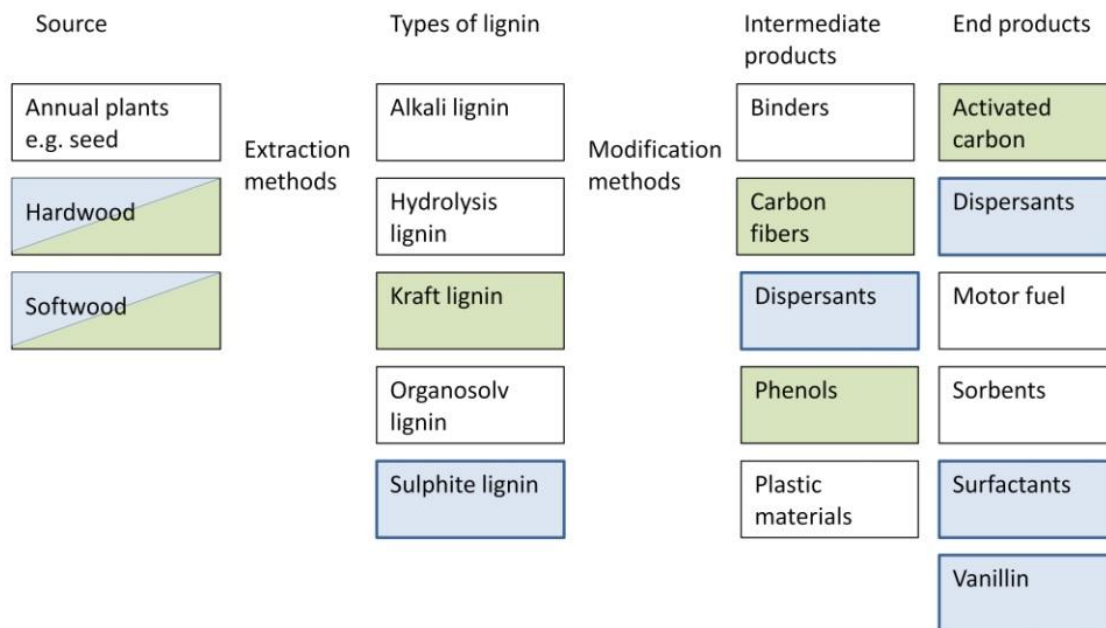 Source
Types of lignin
Intermediate
products
End products
Annual plants
e.g. seed
Extraction
methods
Alkali lignin
Modification
methods
Binders
Activated
carbon
Hardwood
Hydrolysis
lignin
Carbon
fibers
Dispersants
Softwood
Kraft lignin
Dispersants
Motor fuel
Organosolv
lignin
Phenols
Sorbents
Sulphite lignin
Plastic
materials
Surfactants
Vanillin